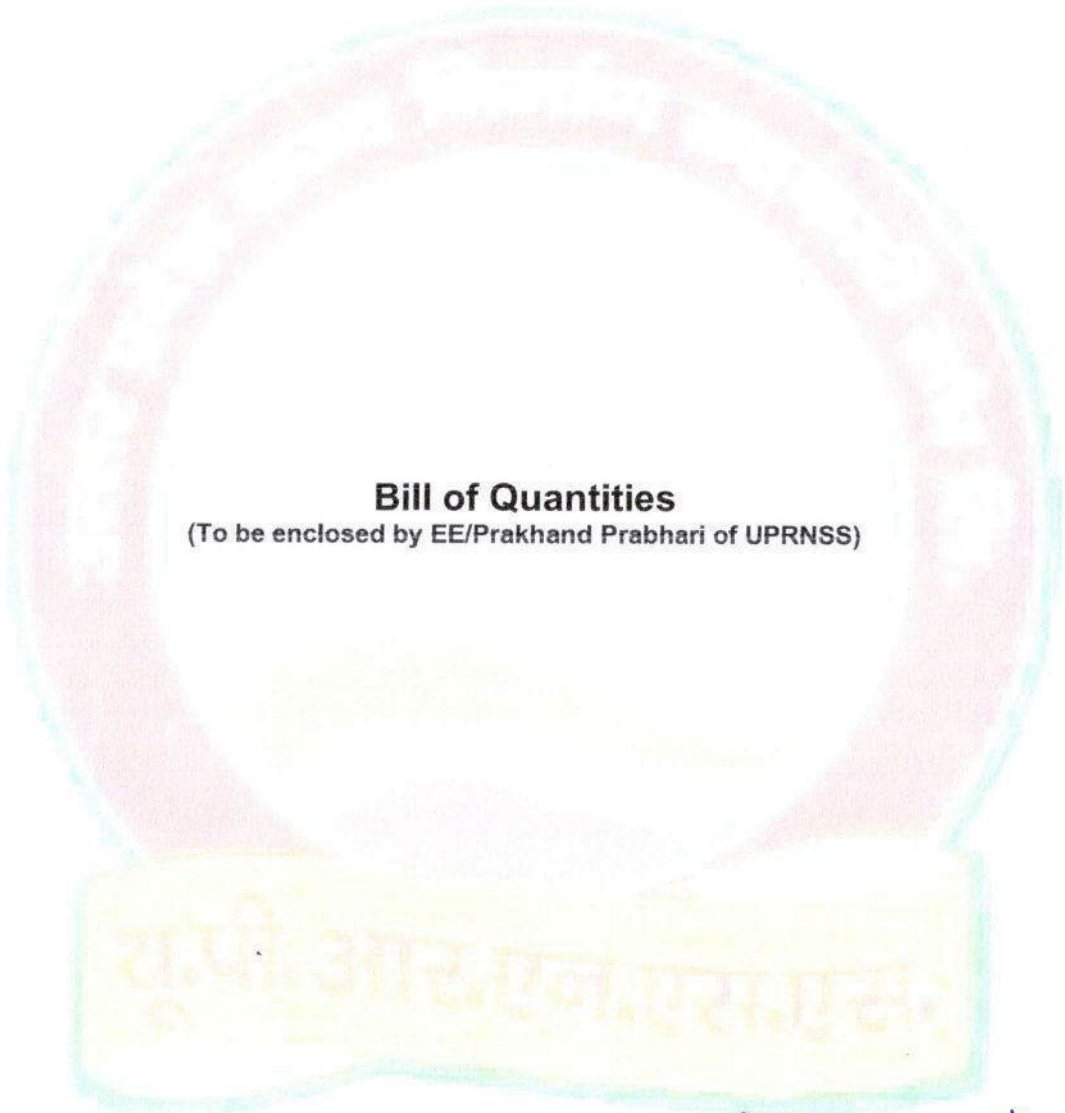 Bill of Quantities
(To be enclosed by EE/Prakhand Prabhari of UPRNSS)
यू.पी.आर.एन.एस.एस.